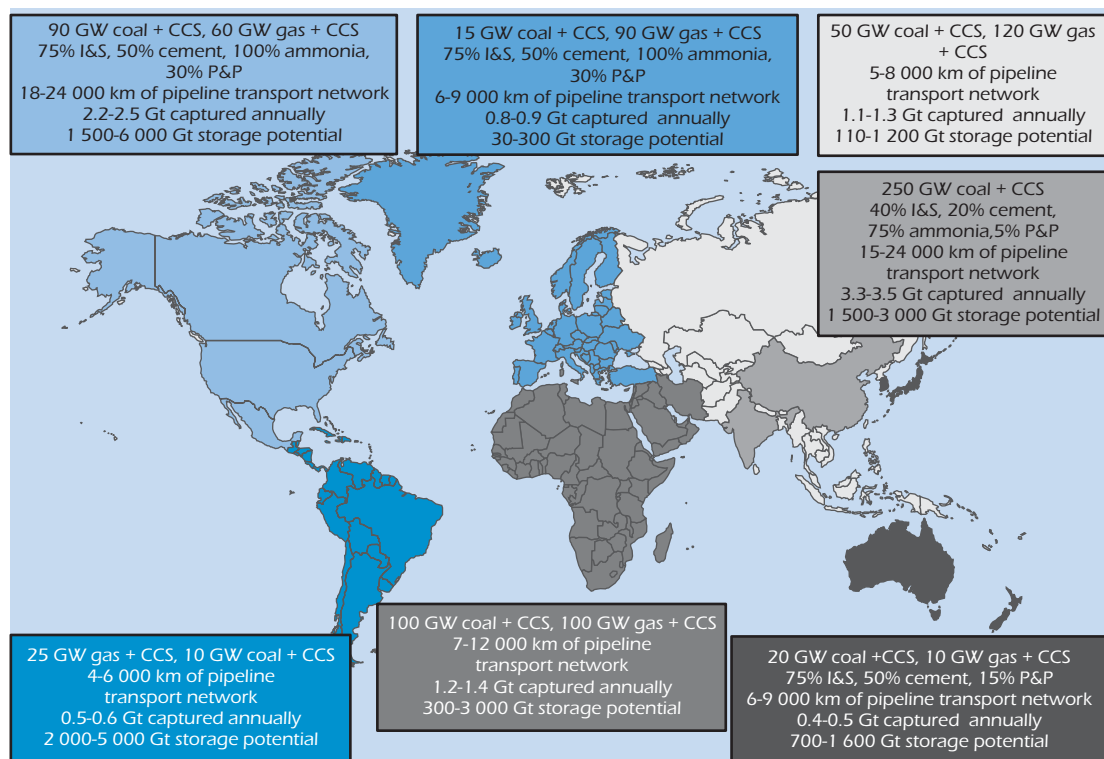 90 GW coal + CCS, 60 GW gas + CCS
75% I&S, 50% cement, 100% ammonia,
30% P&P
18-24 000 km of pipeline transport network
2.2-2.5 Gt captured annually
1 500-6 000 Gt storage potential
15 GW coal + CCS, 90 GW gas + CCS
75% I&S, 50% cement, 100% ammonia,
30% P&P
6-9 000 km of pipeline transport network
0.8-0.9 Gt captured annually
30-300 Gt storage potential
50 GW coal + CCS, 120 GW gas
+ CCS
5-8 000 km of pipeline
transport network
1.1-1.3 Gt captured annually
110-1 200 Gt storage potential
250 GW coal + CCS
40% I&S, 20% cement,
75% ammonia,5% P&P
15-24 000 km of pipeline
transport network
3.3-3.5 Gt captured annually
1 500-3 000 Gt storage potential
25 GW gas + CCS, 10 GW coal + CCS
4-6 000 km of pipeline
transport network
0.5-0.6 Gt captured annually
2 000-5 000 Gt storage potential
100 GW coal + CCS, 100 GW gas + CCS
7-12 000 km of pipeline
transport network
1.2-1.4 Gt captured annually
300-3 000 Gt storage potential
20 GW coal +CCS, 10 GW gas + CCS
75% I&S, 50% cement, 15% P&P
6-9 000 km of pipeline transport network
0.4-0.5 Gt captured annually
700-1 600 Gt storage potential